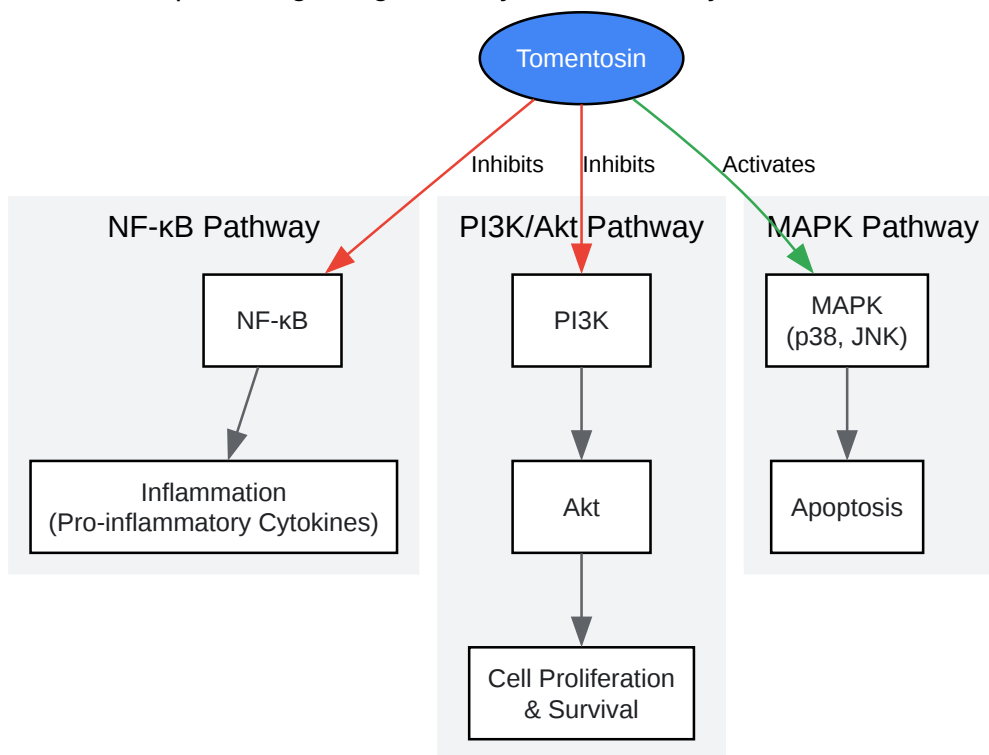 Tomentosin
Inhibits
Inhibits
Activates
NF-κB Pathway
PI3K/Akt Pathway
MAPK Pathway
NF-κB
PI3K
MAPK
(p38, JNK)
Inflammation
(Pro-inflammatory Cytokines)
Akt
Apoptosis
Cell Proliferation
& Survival